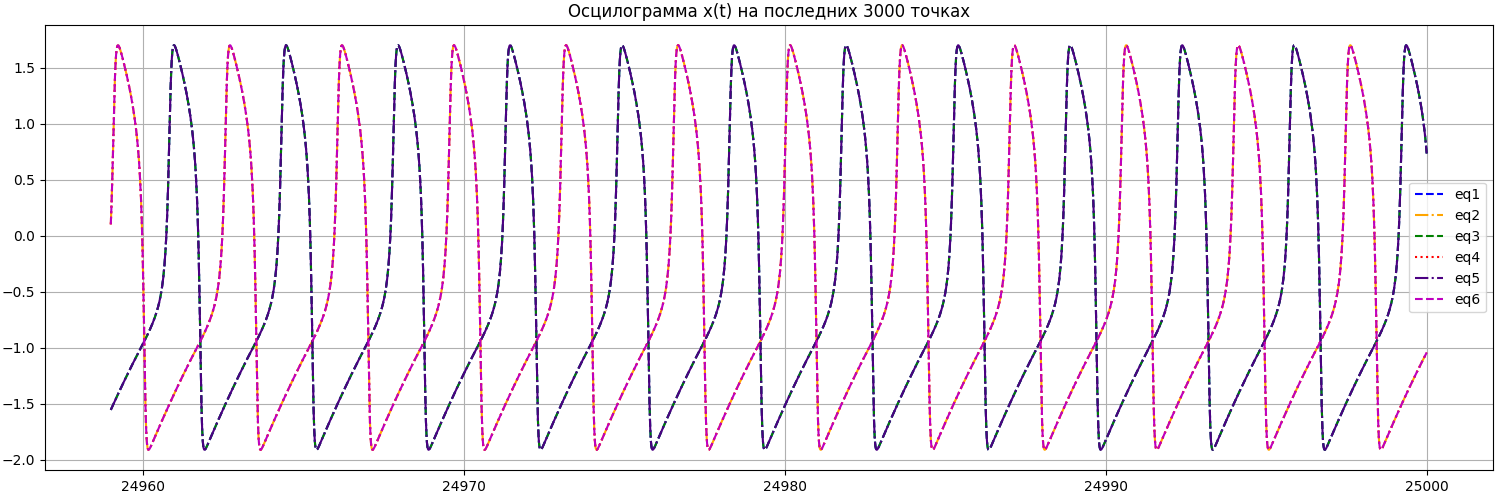 Осцилограмма x(t) на последних 3000 точках
1.5
1.0
0.5
0.0
−0.5
−1.0
−1.5
−2.0
eq1
eq2
eq3
eq4
eq5
eq6
24960 24970 24980 24990 25000